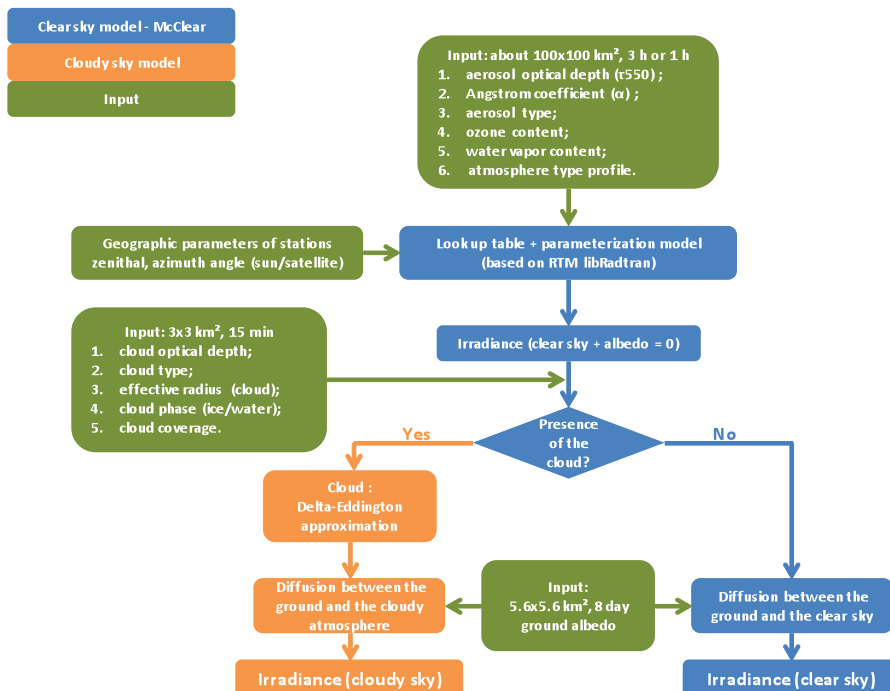 Clear sky model - McClear
Cloudy sky model
Input
Input: about 100x100 km², 3 h or 1 h
1. aerosol optical depth (τ550) ;
2. Angstrom coefficient (α) ;
3. aerosol type;
4. ozone content;
5. water vapor content;
6. atmosphere type profile.
Geographic parameters of stations
zenithal, azimuth angle (sun/satellite)
Look up table + parameterization model
(based on RTM libRadtran)
Input: 3x3 km², 15 min
1. cloud optical depth;
2. cloud type;
3. effective radius (cloud);
4. cloud phase (ice/water);
5. cloud coverage.
Irradiance (clear sky + albedo = 0)
Presence
of the
cloud?
Yes
No
Cloud :
Delta-Eddington
approximation
Diffusion between the
ground and the cloudy
atmosphere
Input:
5.6x5.6 km², 8 day
ground albedo
Diffusion between the
ground and the clear sky
Irradiance (cloudy sky)
Irradiance (clear sky)